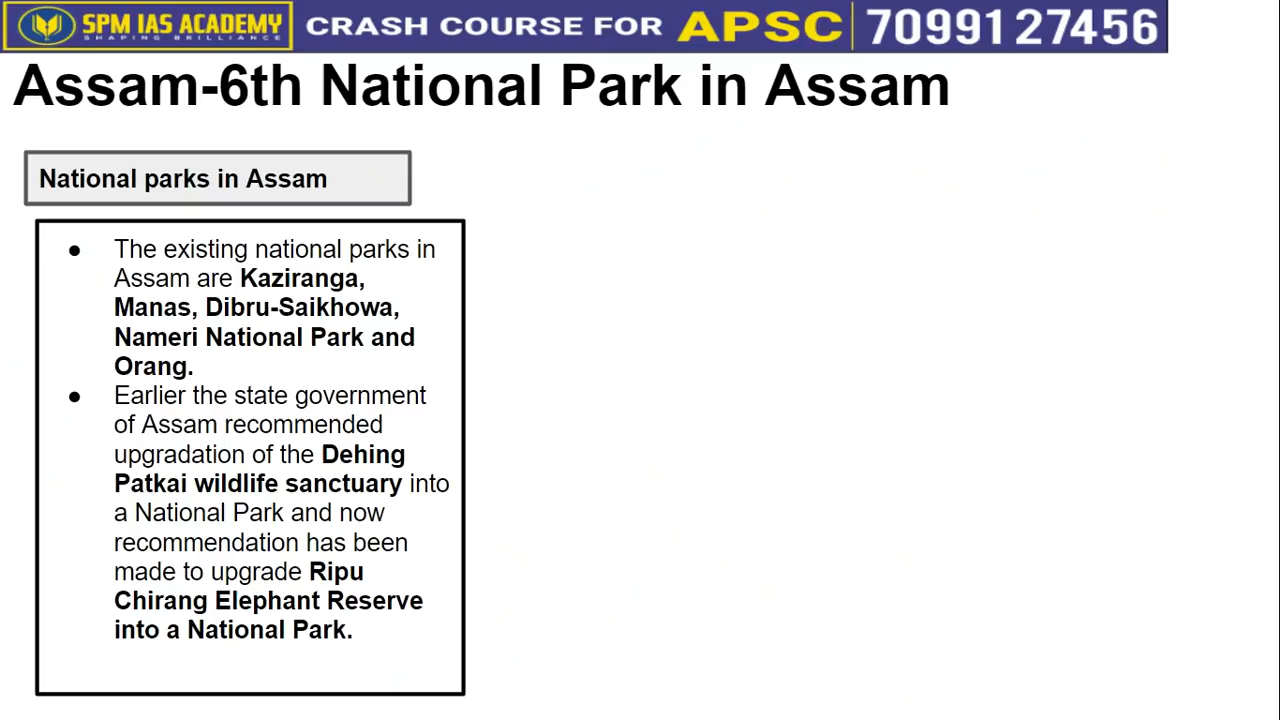 SPM IAS ACADEMY
SHAPING BRILLIANCE
CRASH COURSE FOR APSC 70991 27456
Assam-6th National Park in Assam
National parks in Assam
● The existing national parks in
Assam are Kaziranga,
Manas, Dibru-Saikhowa,
Nameri National Park and
Orang.
● Earlier the state government
of Assam recommended
upgradation of the Dehing
Patkai wildlife sanctuary into
a National Park and now
recommendation has been
made to upgrade Ripu
Chirang Elephant Reserve
into a National Park.